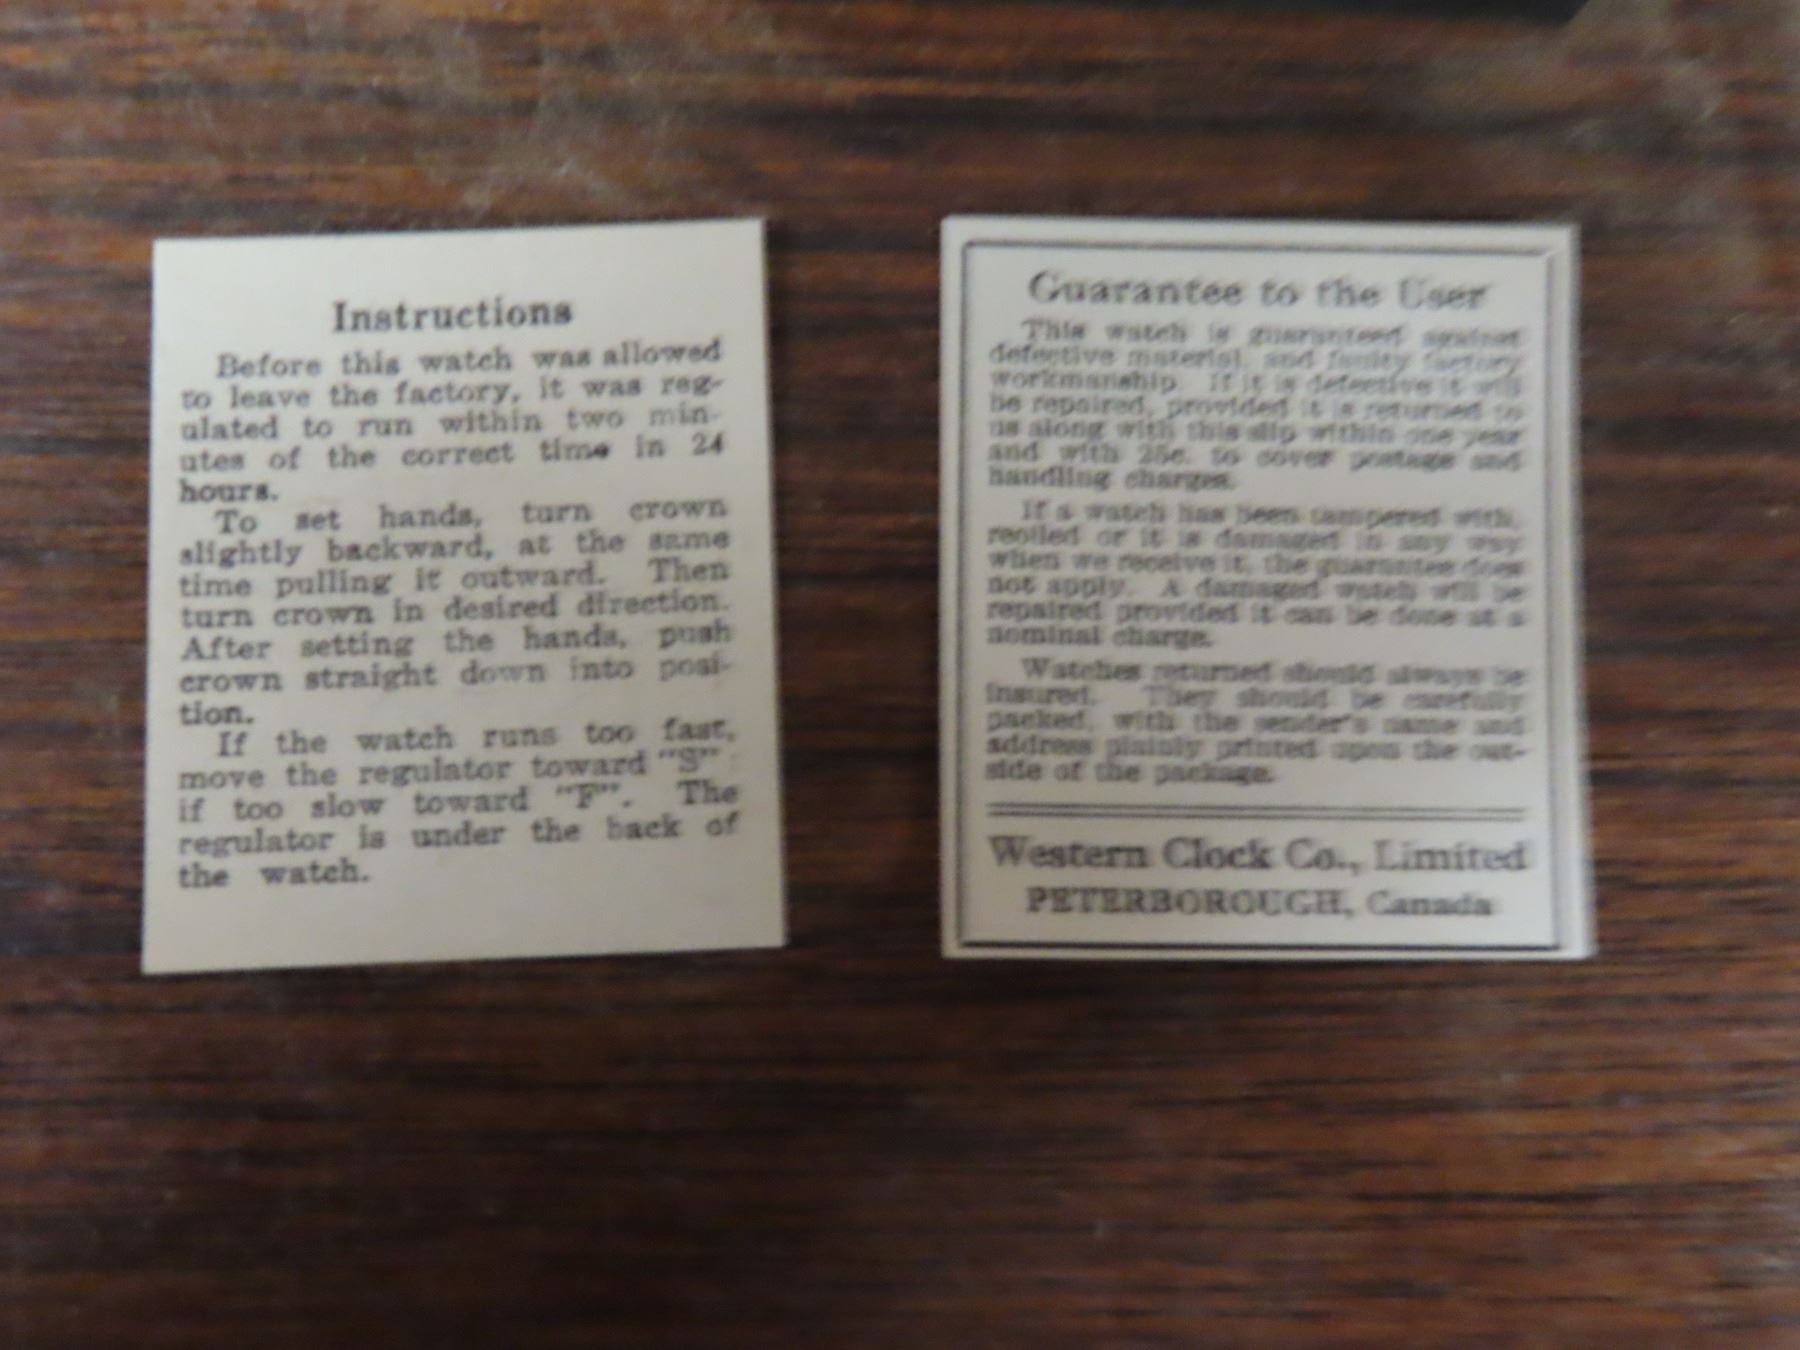 Instructions
Before this watch was allowed
to leave the factory, it was reg-
ulated to run within two min-
utes of the correct time in 24
hours.
To set hands, turn crown
slightly backward, at the same
time pulling it outward. Then
turn crown in desired direction.
After setting the hands, push
crown straight down into posi-
tion.
If the watch runs too fast,
move the regulator toward "S"
if too slow toward "F". The
regulator is under the back of
the watch.
Guarantee to the User
This watch is guaranteed against
defective material, and faulty factory
workmanship. If it is defective it will
be repaired, provided it is returned to
us along with this slip within one year
and with 25c. to cover postage and
handling charges.
If a watch has been tampered with,
reoiled or it is damaged in any way
when we receive it, the guarantee does
not apply. A damaged watch will be
repaired provided it can be done at a
nominal charge.
Watches returned should always be
insured. They should be carefully
packed, with the sender's name and
address plainly printed upon the out-
side of the package.
Western Clock Co., Limited
PETERBOROUGH, Canada